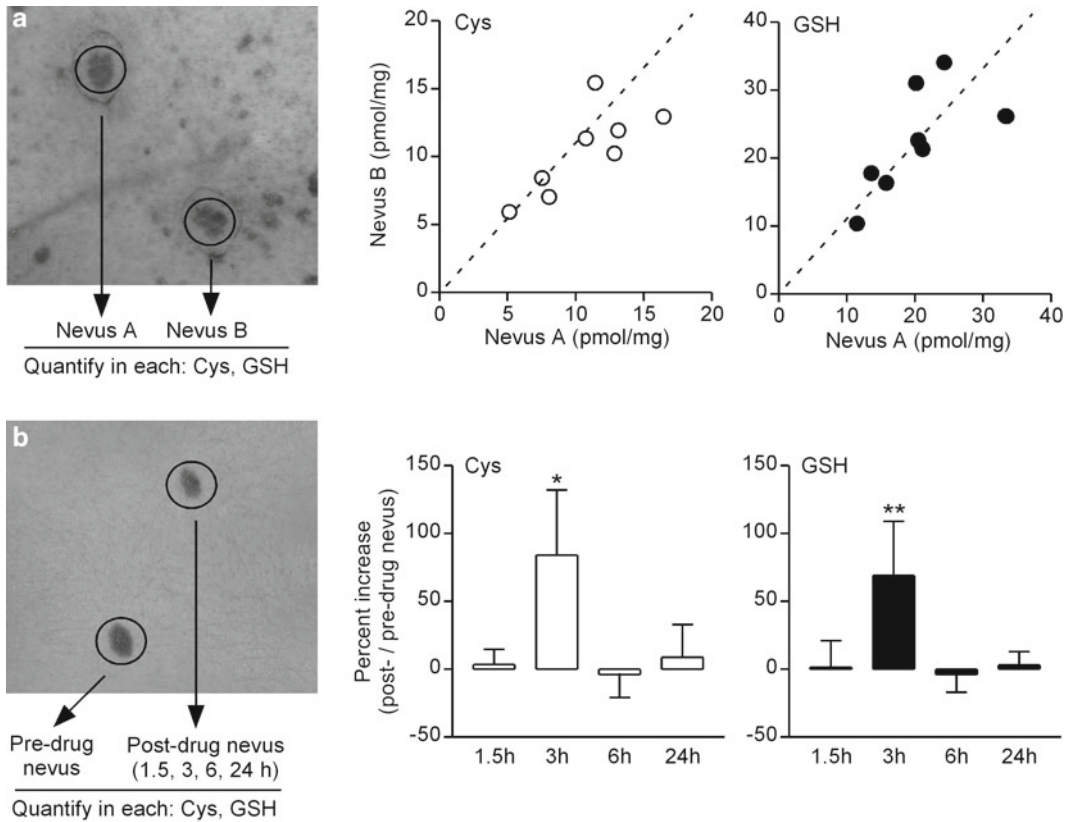 a
Nevus A Nevus B
Quantify in each: Cys, GSH
Cys
20
15
10
5
0
Nevus B (pmol/mg)
0 5 10 15 20
Nevus A (pmol/mg)
GSH
40
30
20
10
0
0 10 20 30 40
Nevus A (pmol/mg)
b
Pre-drug
nevus
Post-drug nevus
(1.5, 3, 6, 24 h)
Quantify in each: Cys, GSH
Cys
150
100
50
0
-50
Percent increase
(post- / pre-drug nevus)
*
1.5h 3h 6h 24h
GSH
150
100
50
0
-50
**
1.5h 3h 6h 24h